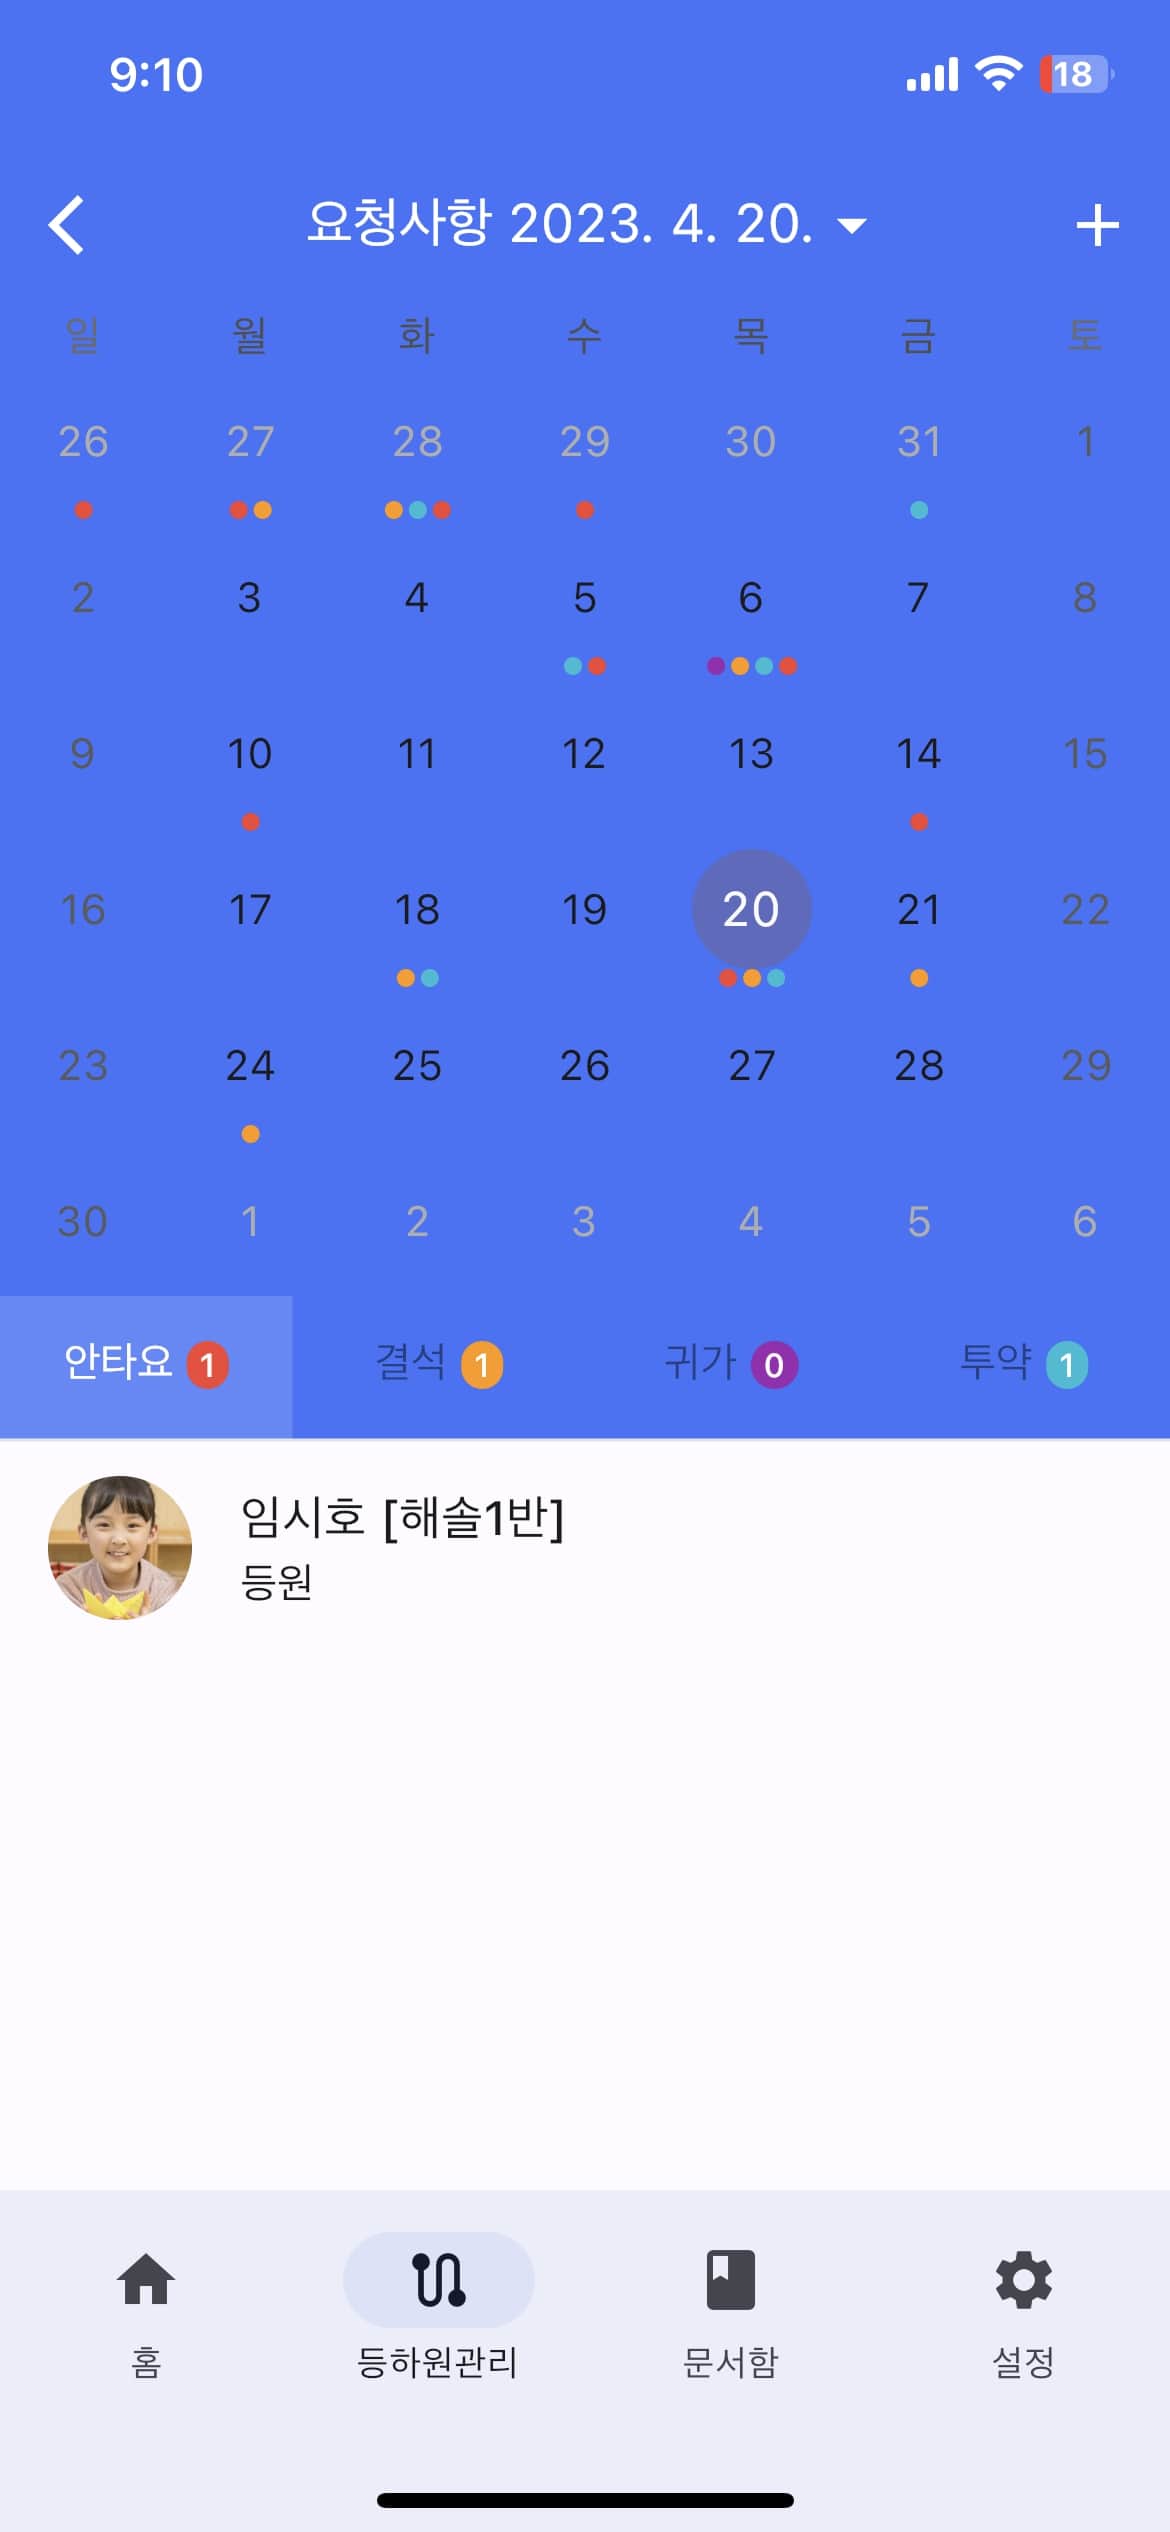 9:10 18
요청사항 2023. 4. 20.
일 월 화 수 목 금 토
26 27 28 29 30 31 1
2 3 4 5 6 7 8
9 10 11 12 13 14 15
16 17 18 19 20 21 22
23 24 25 26 27 28 29
30 1 2 3 4 5 6
안타요 1 결석 1 귀가 0 투약 1
임시호 [해솔1반]
등원
홈 등하원관리 문서함 설정